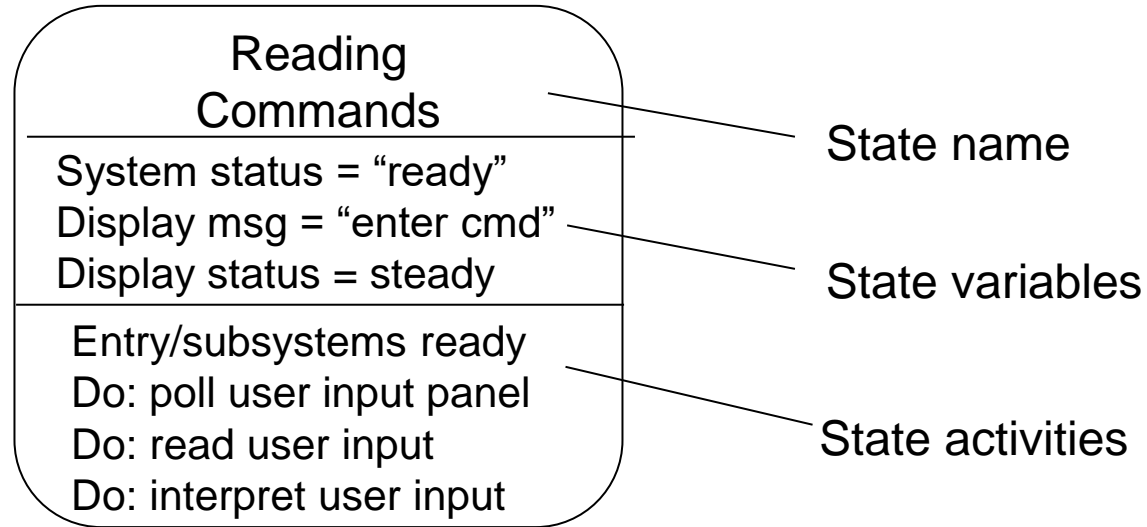 Reading
Commands
State name
System status = “ready”
Display msg = “enter cmd”
Display status = steady
State variables
Entry/subsystems ready
Do: poll user input panel
Do: read user input
Do: interpret user input
State activities